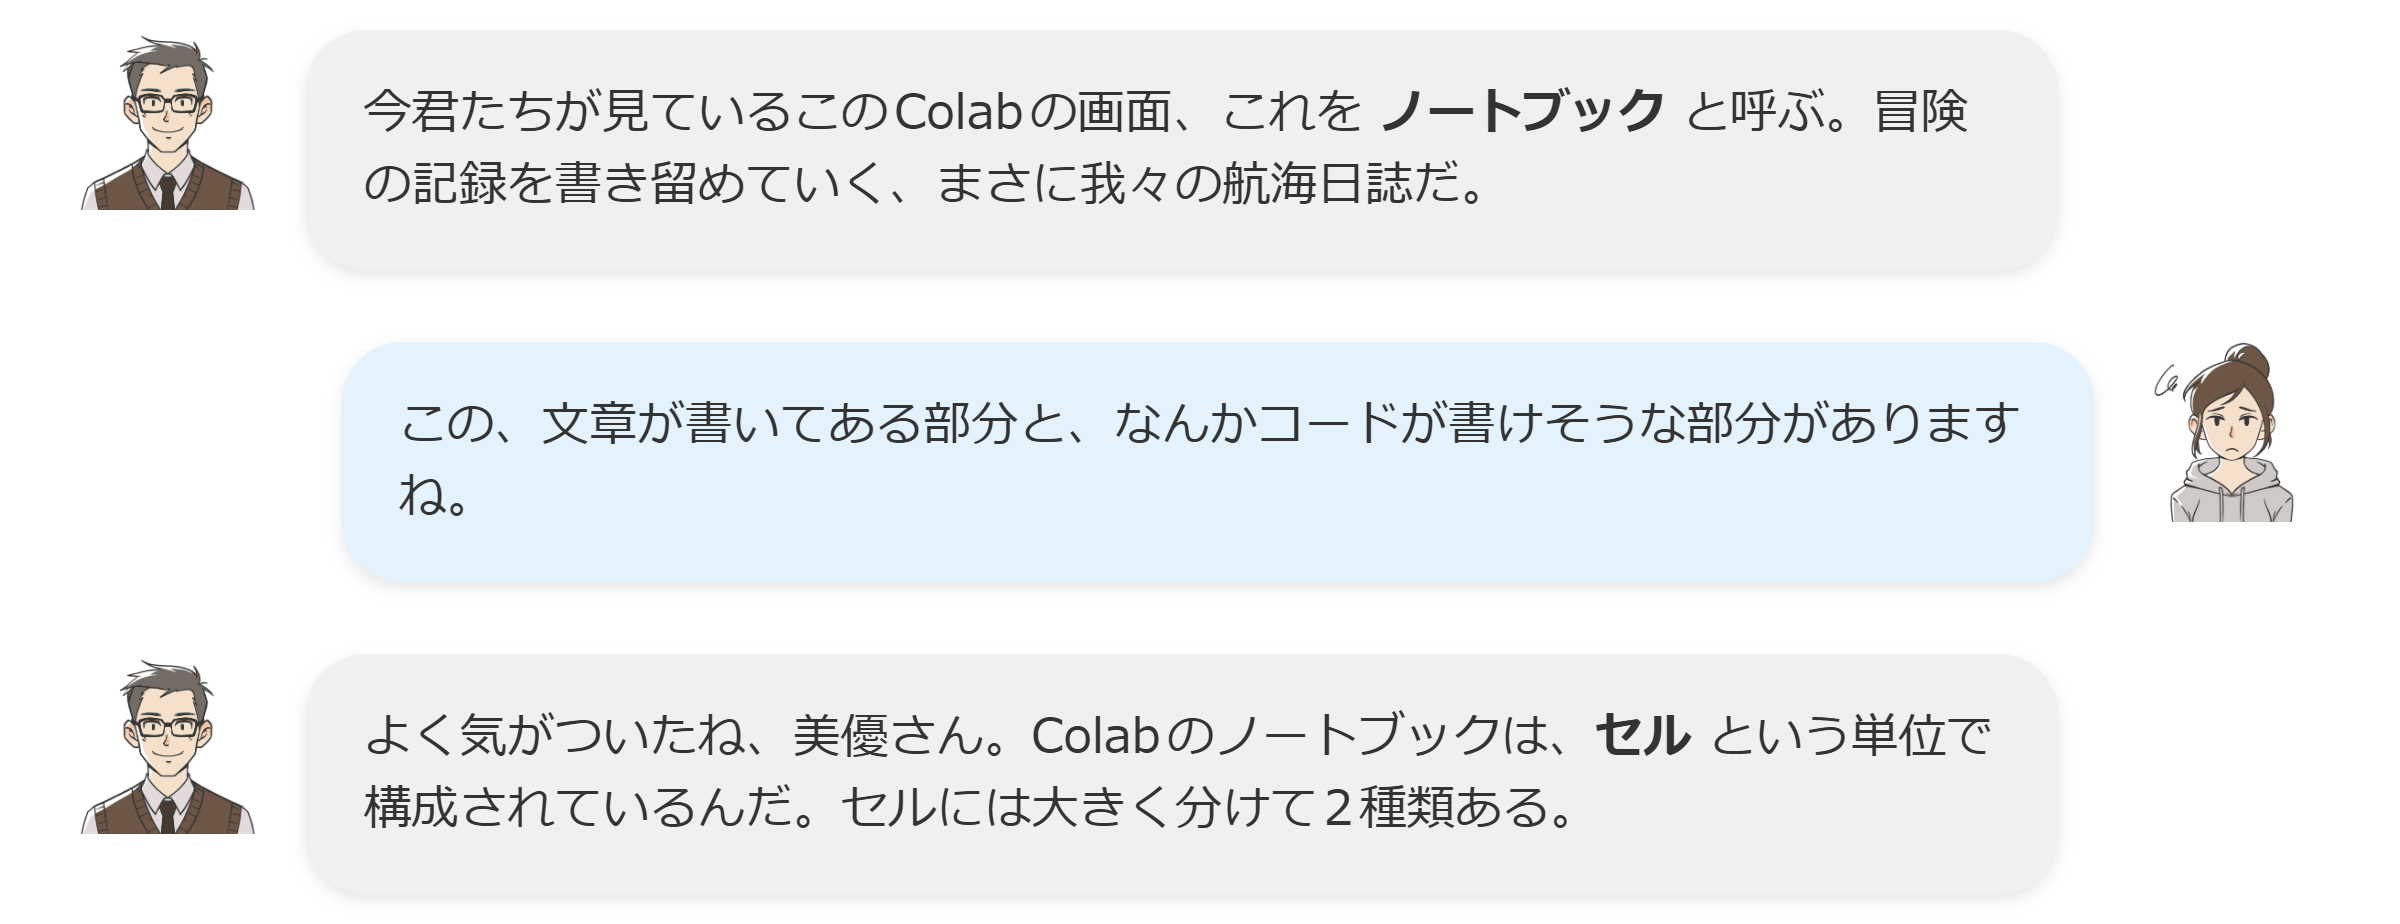 今君たちが見ているこのColabの画面、これを ノートブック と呼ぶ。冒険
の記録を書き留めていく、まさに我々の航海日誌だ。
この、文章が書いてある部分と、なんかコードが書けそうな部分があります
ね。
よく気がついたね、美優さん。Colabのノートブックは、セル という単位で
構成されているんだ。セルには大きく分けて２種類ある。